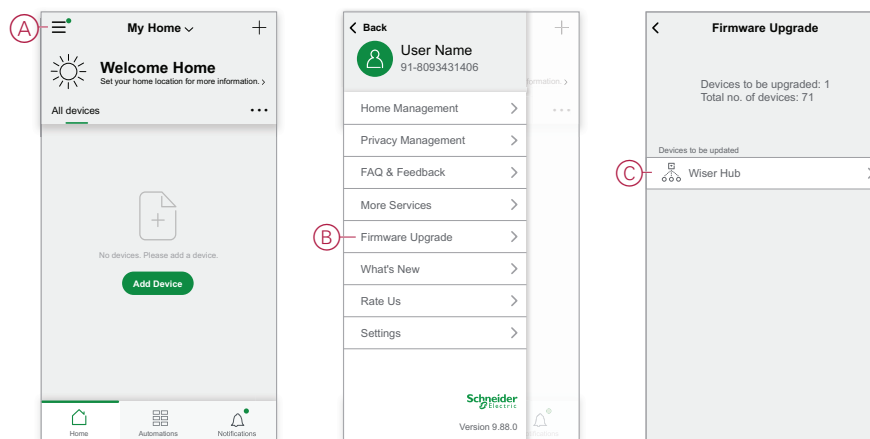 A
My Home
Welcome Home
Set your home location for more information.
All devices
No devices. Please add a device.
Add Device
Home
Automations
Notifications
Back
User Name
91-8093431406
Home Management
Privacy Management
FAQ & Feedback
More Services
B
Firmware Upgrade
What's New
Rate Us
Settings
Schneider
Electric
Version 9.88.0
Firmware Upgrade
Devices to be upgraded: 1
Total no. of devices: 71
Devices to be updated
C
Wiser Hub